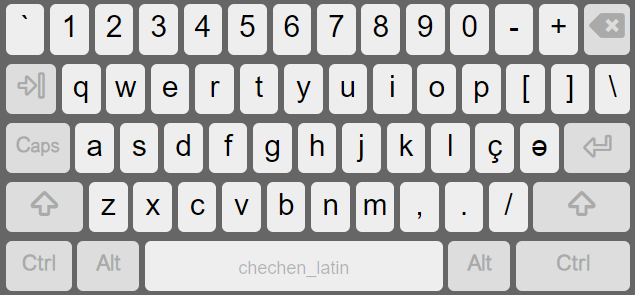 ` 1 2 3 4 5 6 7 8 9 0 - +
q w e r t y u i o p [ ] \
Caps a s d f g h j k l ç ə
z x c v b n m , . /
Ctrl Alt chechen_latin Alt Ctrl